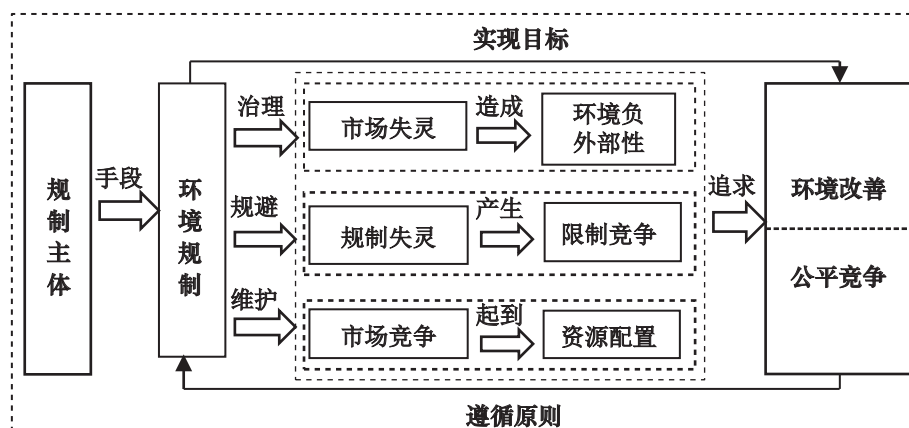 实现目标
规制主体
手段
环境规制
治理
市场失灵
造成
环境负
外部性
规避
规制失灵
产生
限制竞争
维护
市场竞争
起到
资源配置
追求
环境改善
公平竞争
遵循原则